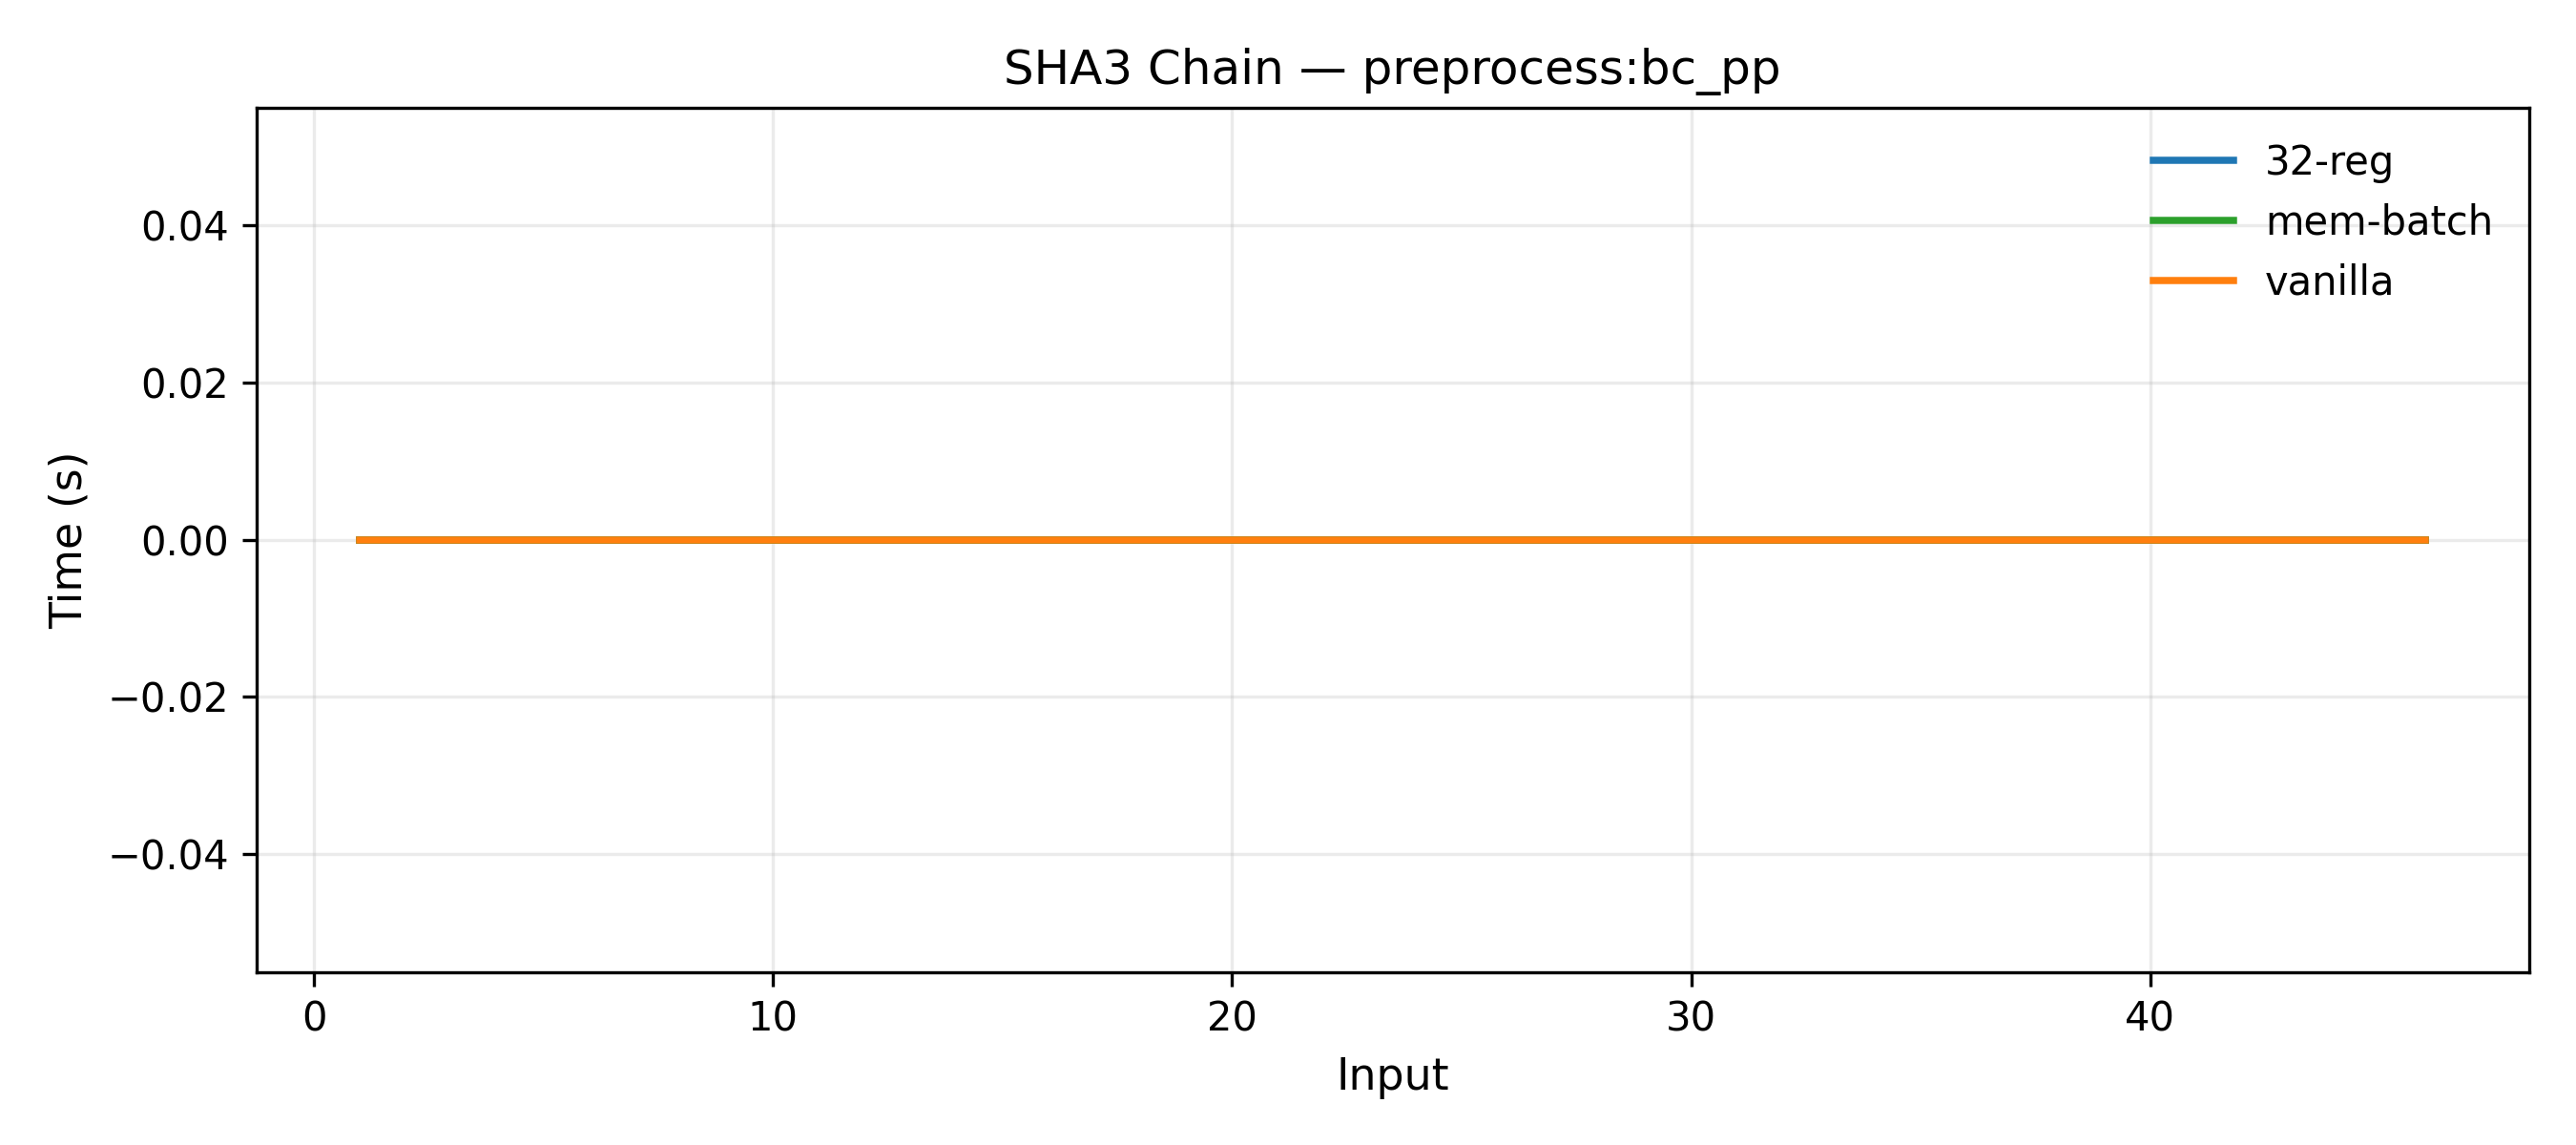 SHA3 Chain — preprocess:bc_pp
32-reg
mem-batch
vanilla
Time (s)
0.04
0.02
0.00
−0.02
−0.04
0 10 20 30 40
Input